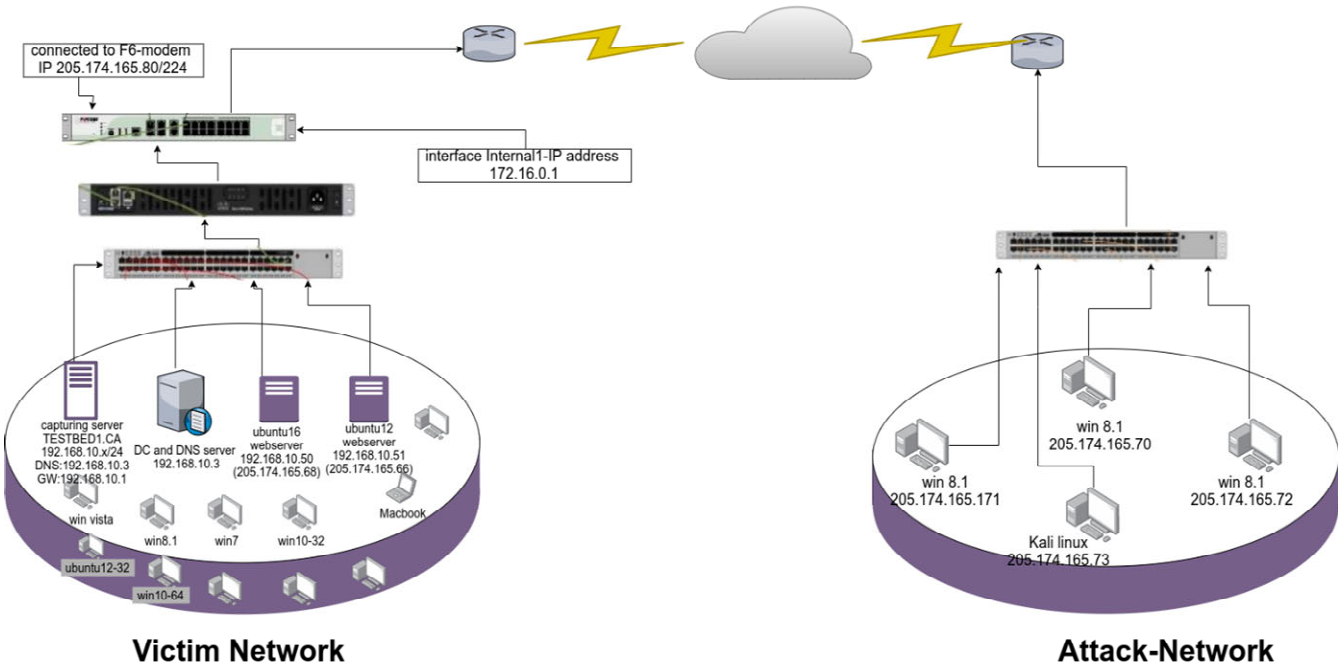 connected to F6-modem
IP 205.174.165.80/224
interface Internal1-IP address
172.16.0.1
capturing server
TESTBED1.CA
192.168.10.x/24
DNS:192.168.10.3
GW:192.168.10.1
DC and DNS server
192.168.10.3
ubuntu16
webserver
192.168.10.50
(205.174.165.68)
ubuntu12
webserver
192.168.10.51
(205.174.165.66)
win vista
win8.1
win7
win10-32
Macbook
ubuntu12-32
win10-64
win 8.1
205.174.165.70
win 8.1
205.174.165.171
win 8.1
205.174.165.72
Kali linux
205.174.165.73
Victim Network
Attack-Network